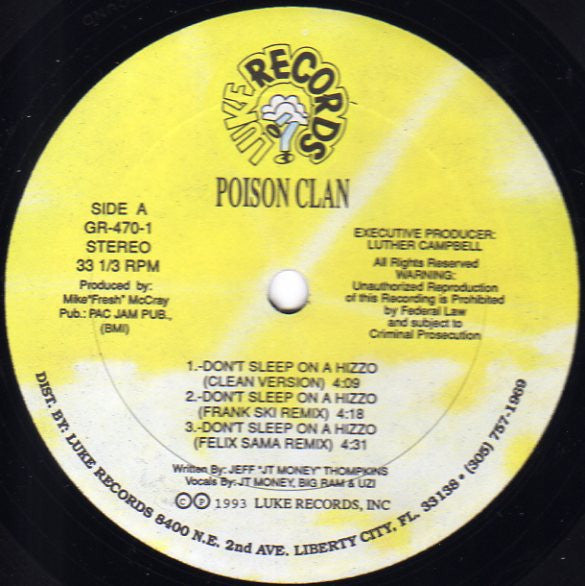 LUKE RECORDS
POISON CLAN
SIDE A
GR-470-1
STEREO
33 1/3 RPM
Produced by:
Mike"Fresh" McCray
Pub.: PAC JAM PUB.,
(BMI)
EXECUTIVE PRODUCER:
LUTHER CAMPBELL
All Rights Reserved
WARNING:
Unauthorized Reproduction
of this Recording is Prohibited
by Federal Law
and subject to
Criminal Prosecution
1.-DON'T SLEEP ON A HIZZO
(CLEAN VERSION) 4:09
2.-DON'T SLEEP ON A HIZZO
(FRANK SKI REMIX) 4:18
3.-DON'T SLEEP ON A HIZZO
(FELIX SAMA REMIX) 4:31
Written By: JEFF "JT MONEY" THOMPKINS
Vocals By: JT MONEY, BIG RAM & UZI
©℗ 1993 LUKE RECORDS, INC
DIST. BY: LUKE RECORDS 8400 N.E. 2nd AVE. LIBERTY CITY, FL. 33138 • (305) 757-1969